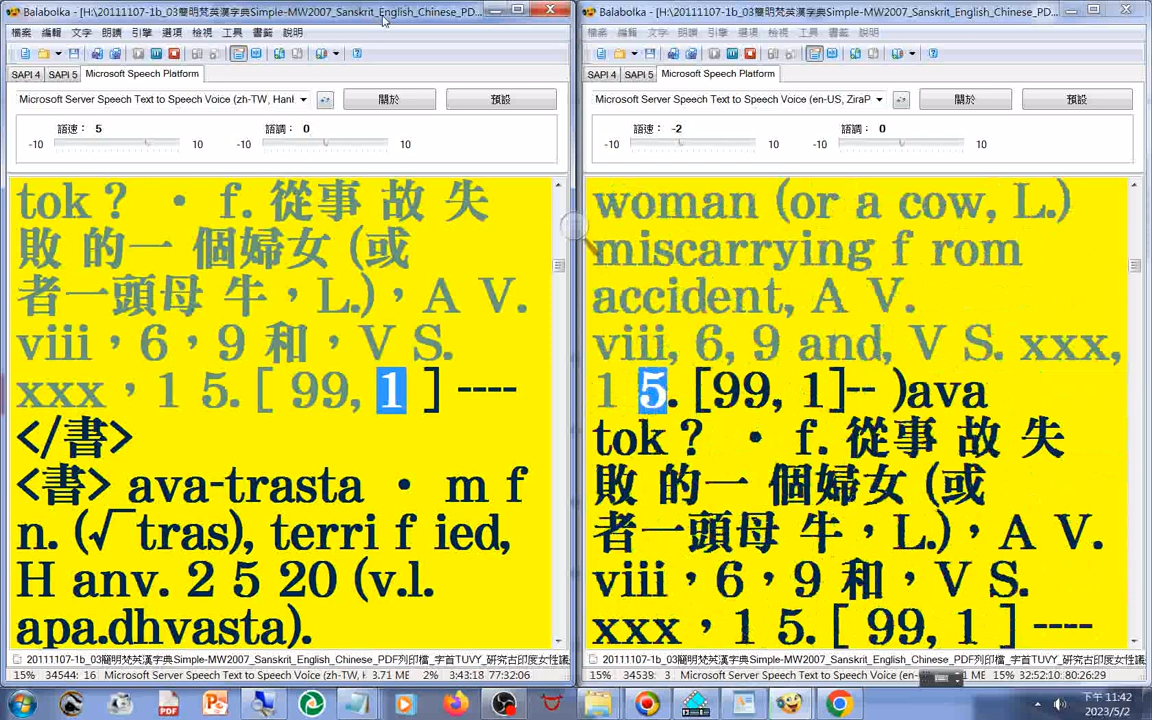 Balabolka - [H:\20111107-1b_03簡明梵英漢字典Simple-MW2007_Sanskrit_English_Chinese_PD...
檔案 編輯 文字 朗讀 引擎 選項 檢視 工具 書籤 說明
SAPI 4 SAPI 5 Microsoft Speech Platform
Microsoft Server Speech Text to Speech Voice (zh-TW, Hanl 關於 預設
語速： 5 語調： 0
-10 10 -10 10
tok？ • f. 從事 故 失
敗 的一 個婦女 (或
者一頭母 牛，L.)，A V.
viii，6，9 和，V S.
xxx，1 5. [ 99, 1 ] ----
</書>
<書> ava-trasta • m f
n. (√ tras), terri f ied,
H anv. 2 5 20 (v.l.
apa.dhvasta).
20111107-1b_03簡明梵英漢字典Simple-MW2007_Sanskrit_English_Chinese_PDF列印檔_字首TUVY_研究古印度女性議
15% 34544: 16 Microsoft Server Speech Text to Speech Voice (zh-TW, H 3.71 MB 2% 3:43:18 77:32:06
Balabolka - [H:\20111107-1b_03簡明梵英漢字典Simple-MW2007_Sanskrit_English_Chinese_PD...
檔案 編輯 文字 朗讀 引擎 選項 檢視 工具 書籤 說明
SAPI 4 SAPI 5 Microsoft Speech Platform
Microsoft Server Speech Text to Speech Voice (en-US, ZiraP 關於 預設
語速： -2 語調： 0
-10 10 -10 10
woman (or a cow, L.)
miscarrying f rom
accident, A V.
viii, 6, 9 and, V S. xxx,
1 5. [99, 1]-- )ava
tok？ • f. 從事 故 失
敗 的一 個婦女 (或
者一頭母 牛，L.)，A V.
viii，6，9 和，V S.
xxx，1 5. [ 99, 1 ] ----
20111107-1b_03簡明梵英漢字典Simple-MW2007_Sanskrit_English_Chinese_PDF列印檔_字首TUVY_研究古印度女性議
15% 34539: 3 Microsoft Server Speech Text to Speech Voice (en- 15% 32:52:10 80:26:29
下午 11:42
2023/5/2